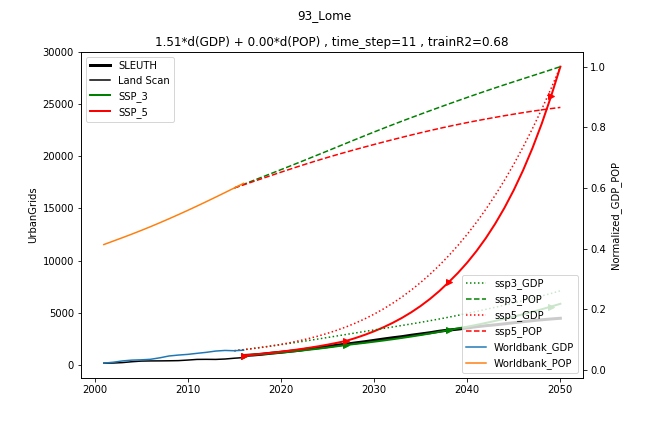 93_Lome
1.51*d(GDP) + 0.00*d(POP) , time_step=11 , trainR2=0.68
SLEUTH
Land Scan
SSP_3
SSP_5
30000
25000
20000
15000
10000
5000
0
UrbanGrids
1.0
0.8
0.6
0.4
0.2
0.0
Normalized_GDP_POP
ssp3_GDP
ssp3_POP
ssp5_GDP
ssp5_POP
Worldbank_GDP
Worldbank_POP
2000 2010 2020 2030 2040 2050